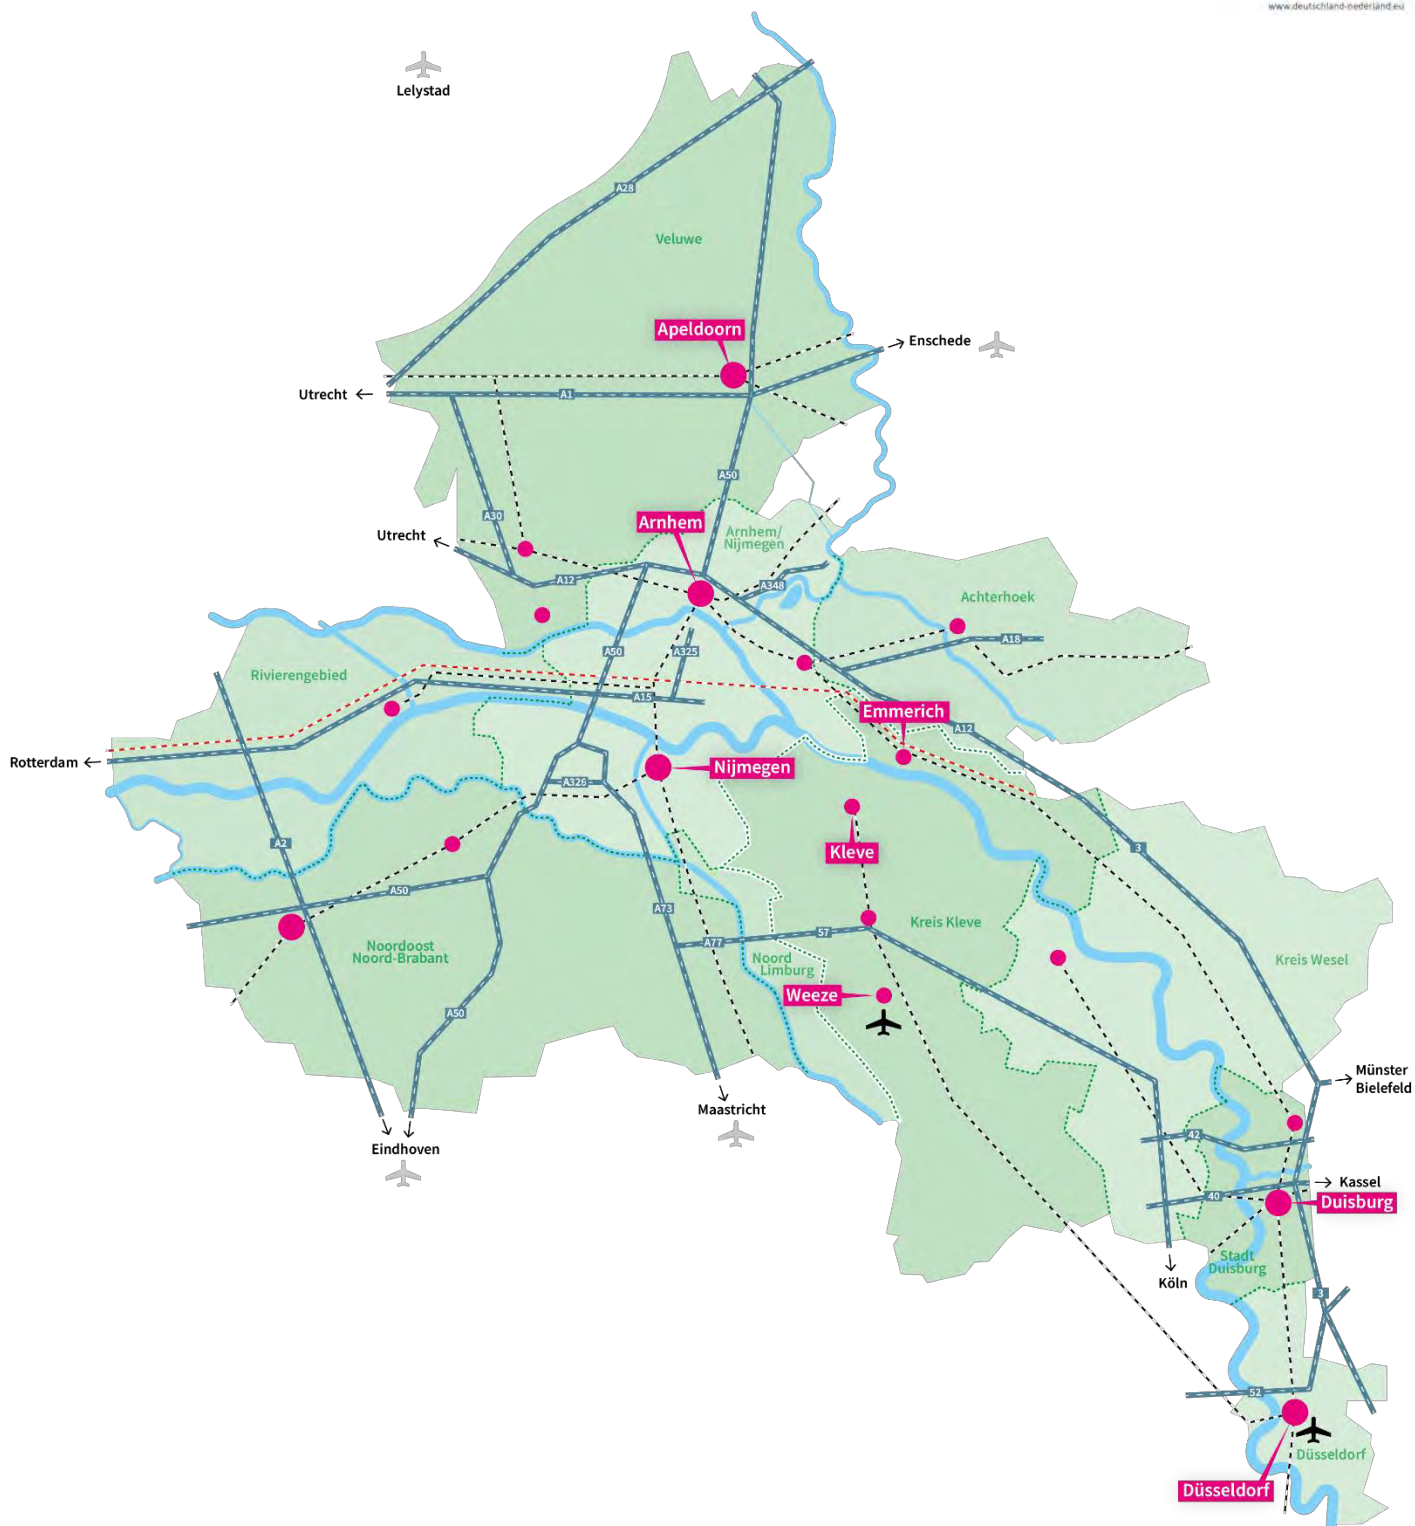 www.deutschland-nederland.eu
Lelystad
A28
Veluwe
Apeldoorn
Enschede
Utrecht
A1
A50
A30
Arnhem
Utrecht
Arnhem/
Nijmegen
A12
A348
Achterhoek
A18
A50
A325
Rivierengebied
A15
Emmerich
A12
Rotterdam
Nijmegen
A326
Kleve
A2
3
A50
A73
Kreis Kleve
57
A77
Noordoost
Noord-Brabant
Noord
Limburg
Kreis Wesel
Weeze
A50
Münster
Bielefeld
Maastricht
Eindhoven
42
Kassel
40
Duisburg
Stadt
Duisburg
Köln
3
52
Düsseldorf
Düsseldorf